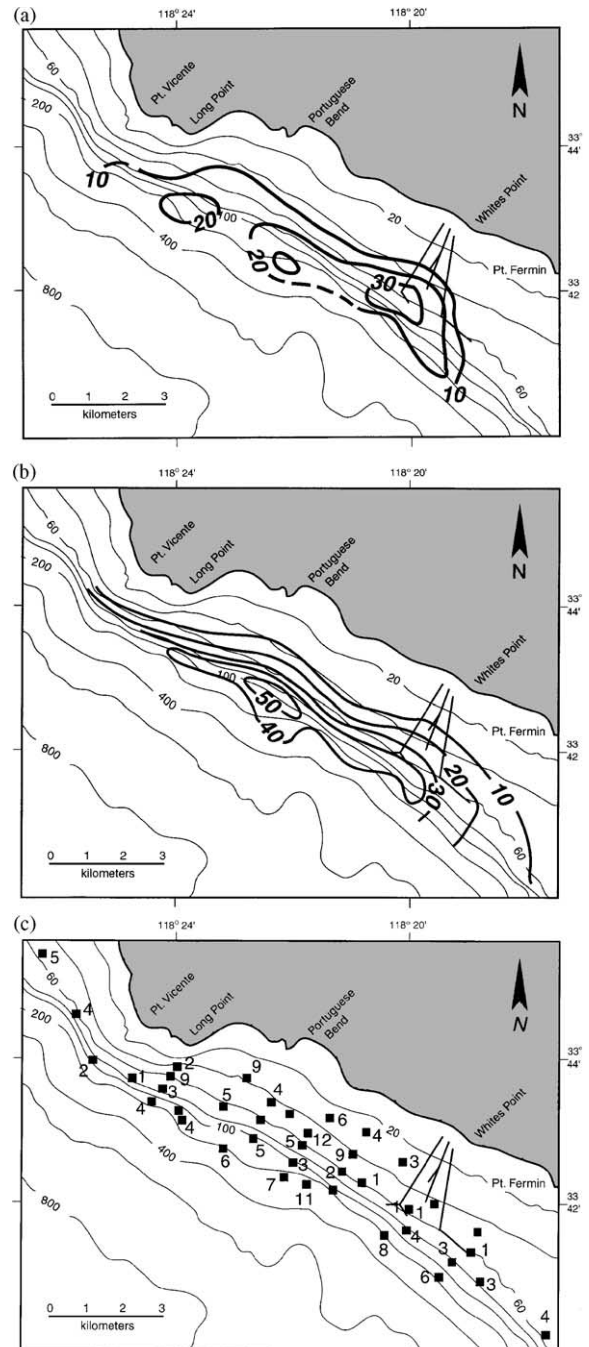 (a)
118° 24'
118° 20'
60
200
Pt. Vicente
Long Point
Portuguese
Bend
N
33°
44'
10
20
100
20
Whites Point
400
20
30
Pt. Fermin
42'
33°
800
10
60
0 1 2 3
kilometers
(b)
118° 24'
118° 20'
60
200
Pt. Vicente
Long Point
Portuguese
Bend
N
33°
44'
20
Whites Point
100
400
50
40
Pt. Fermin
33°
42'
800
30
20
10
60
0 1 2 3
kilometers
(c)
118° 24'
118° 20'
5
60
4
200
Pt. Vicente
Long Point
Portuguese
Bend
N
33°
44'
2
1
2
9
3
4
4
9
5
4
6
4
20
Whites Point
100
5
5
12
9
3
6
3
2
1
Pt. Fermin
400
7
11
1
1
33°
42'
800
8
4
3
1
6
3
60
4
0 1 2 3
kilometers